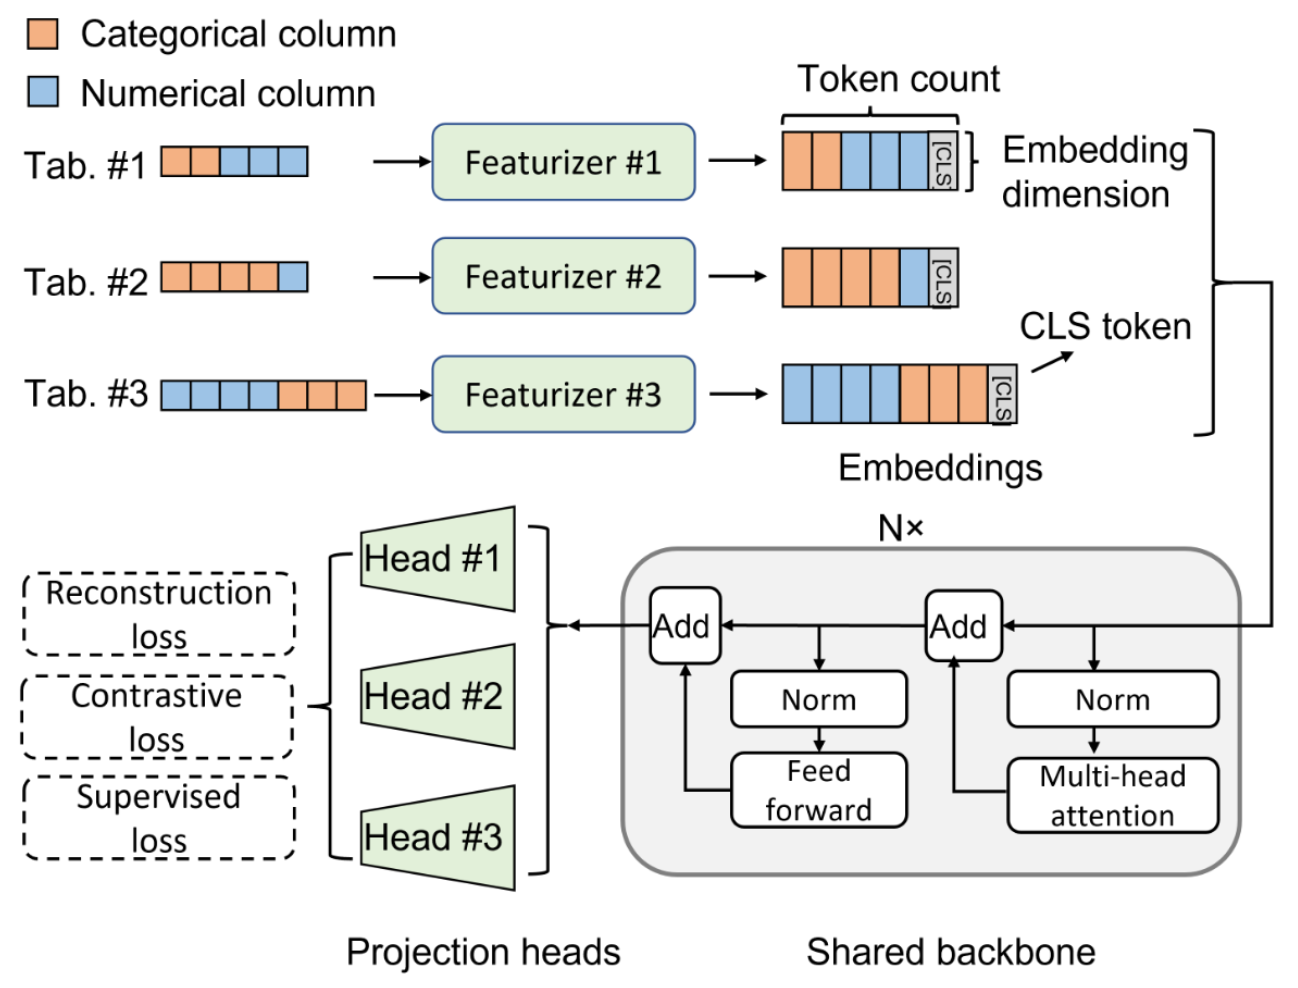 Categorical column
Numerical column
Token count
Tab. #1
Featurizer #1
[CLS]
Embedding
dimension
Tab. #2
Featurizer #2
[CLS]
CLS token
Tab. #3
Featurizer #3
[CLS]
Embeddings
N×
Head #1
Reconstruction
loss
Add
Add
Contrastive
loss
Head #2
Norm
Norm
Supervised
loss
Head #3
Feed
forward
Multi-head
attention
Projection heads
Shared backbone